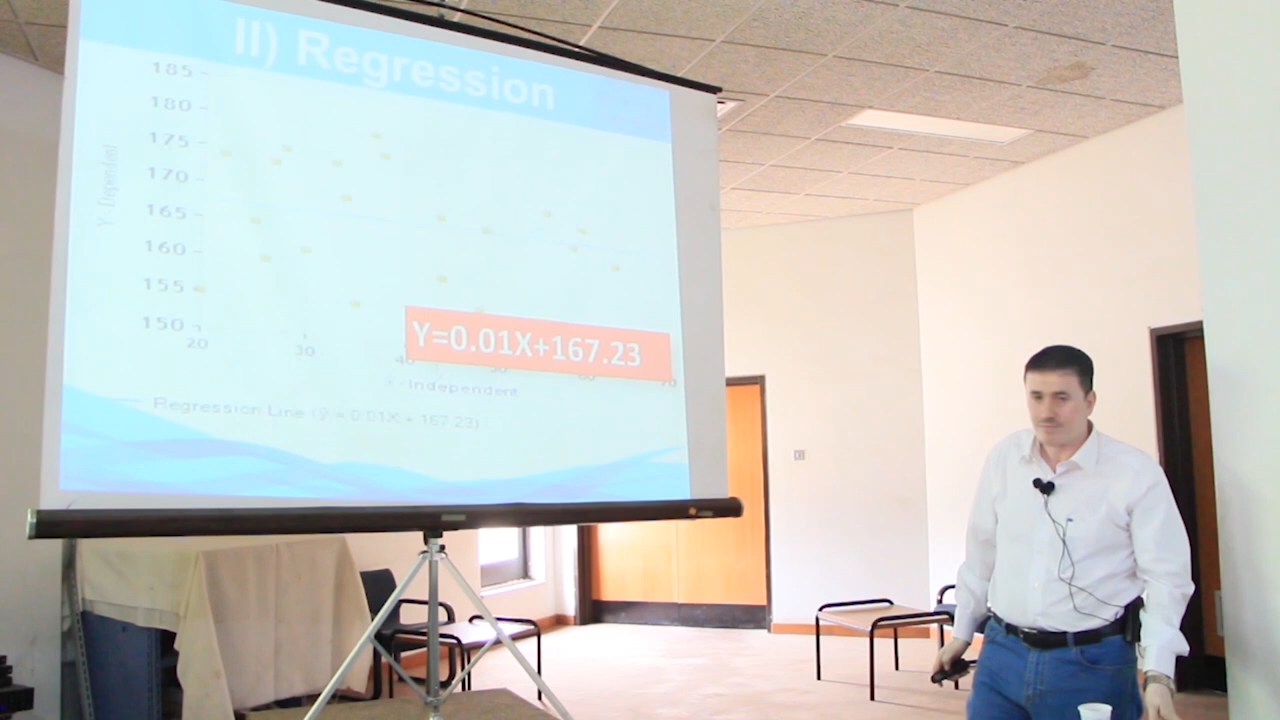 II) Regression
185
180
175
170
165
160
155
150
Y Dependent
20
30
40
70
Y=0.01X+167.23
X - Independent
Regression Line (ŷ = 0.01X + 167.23)